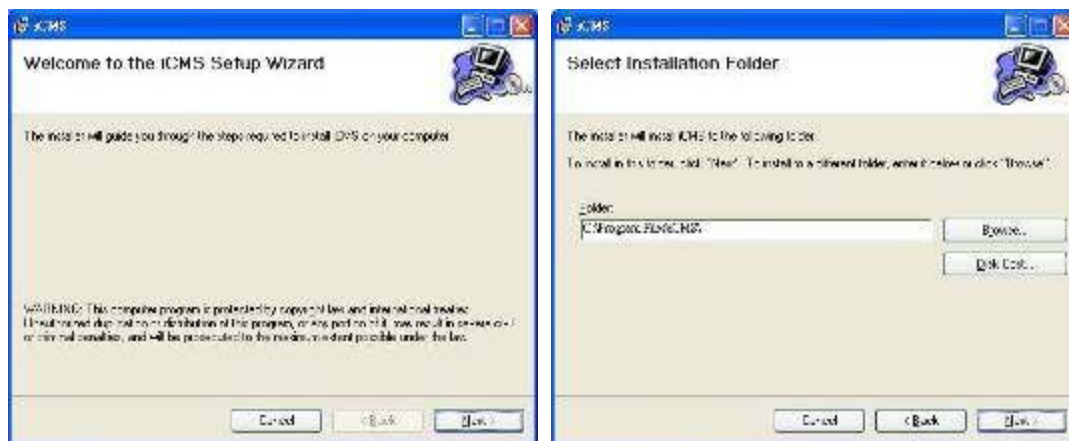 iCMS
Welcome to the iCMS Setup Wizard
The installer will guide you through the steps required to install iCMS on your computer.
WARNING: This computer program is protected by copyright law and international treaties.
Unauthorized duplication or distribution of this program, or any portion of it, may result in severe civil
or criminal penalties, and will be prosecuted to the maximum extent possible under the law.
Cancel
< Back
Next >
iCMS
Select Installation Folder
The installer will install iCMS to the following folder.
To install in this folder, click "Next". To install to a different folder, enter it below or click "Browse".
Folder:
C:\Program Files\iCMS\
Browse...
Disk Cost...
Cancel
< Back
Next >